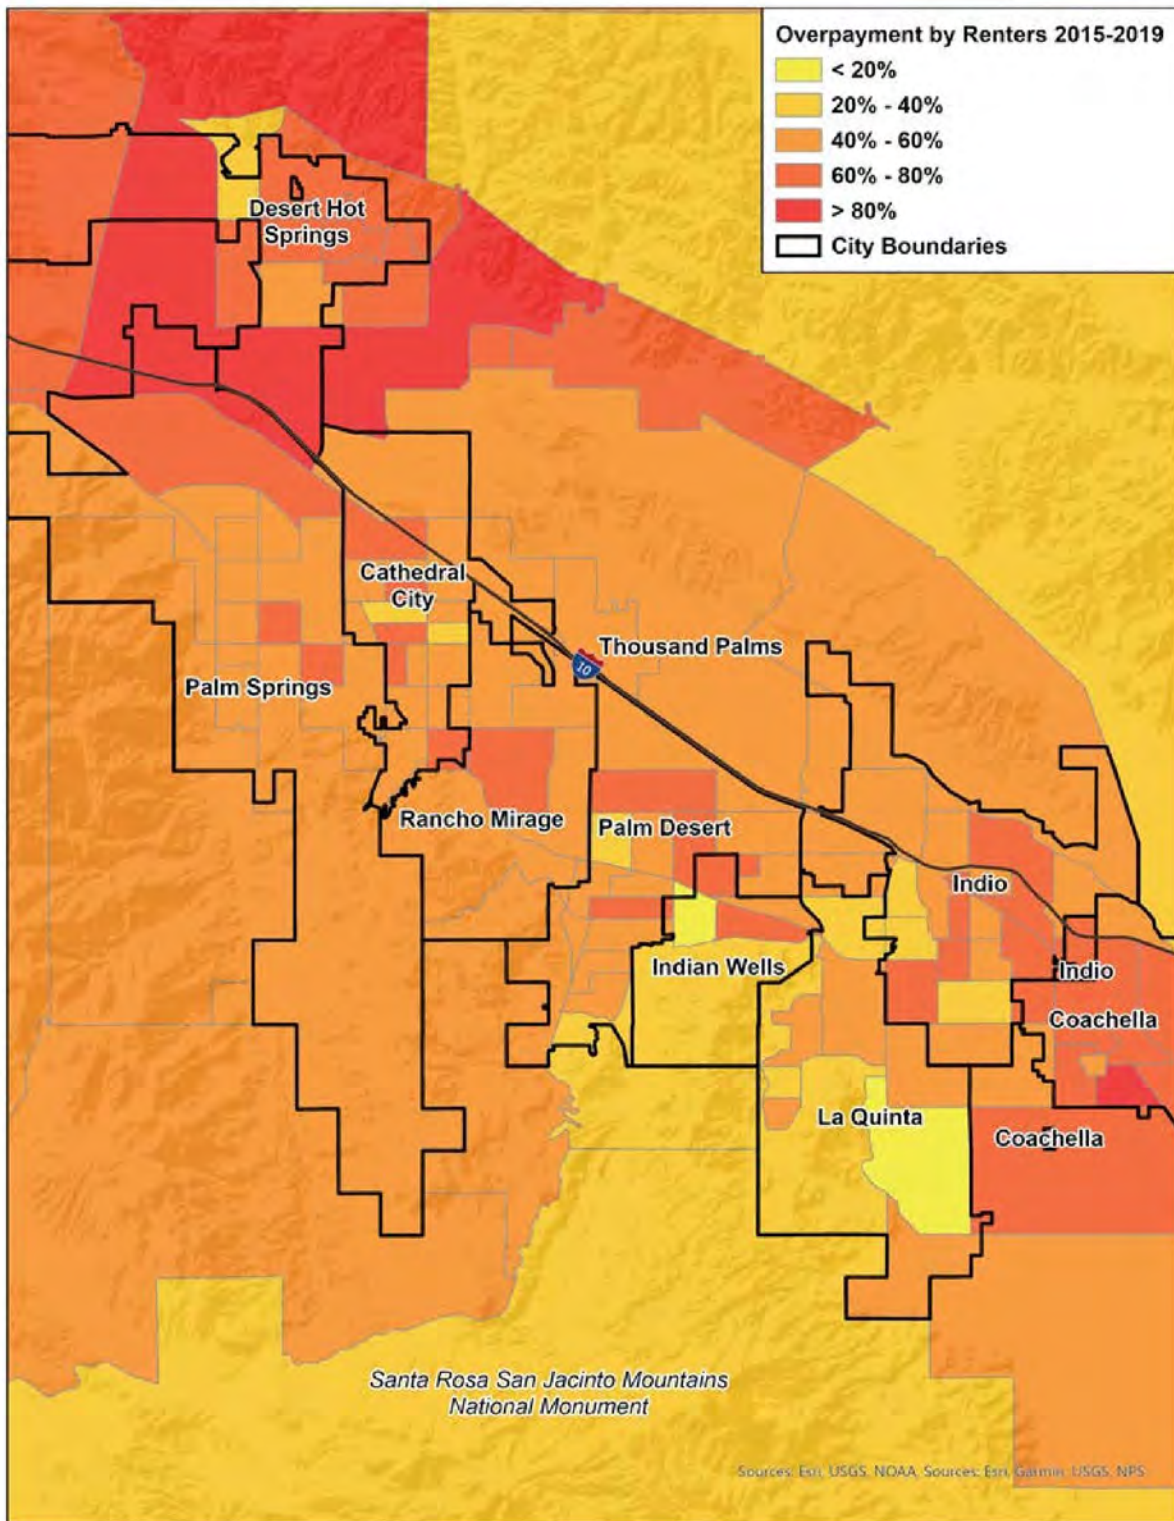 Overpayment by Renters 2015-2019
< 20%
20% - 40%
40% - 60%
60% - 80%
> 80%
City Boundaries
Desert Hot
Springs
Cathedral
City
Thousand Palms
10
Palm Springs
Rancho Mirage
Palm Desert
Indio
Indian Wells
Indio
Coachella
La Quinta
Coachella
Santa Rosa San Jacinto Mountains
National Monument
Sources: Esri, USGS, NOAA, Sources: Esri, Garmin, USGS, NPS